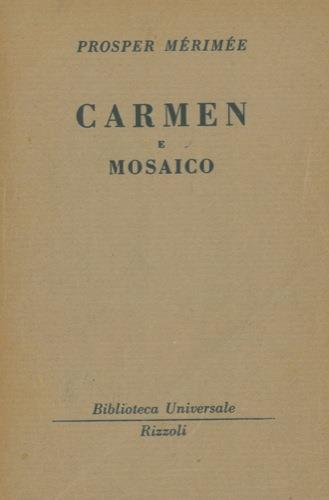 PROSPER MÉRIMÉE
CARMEN
E
MOSAICO
Biblioteca Universale
Rizzoli